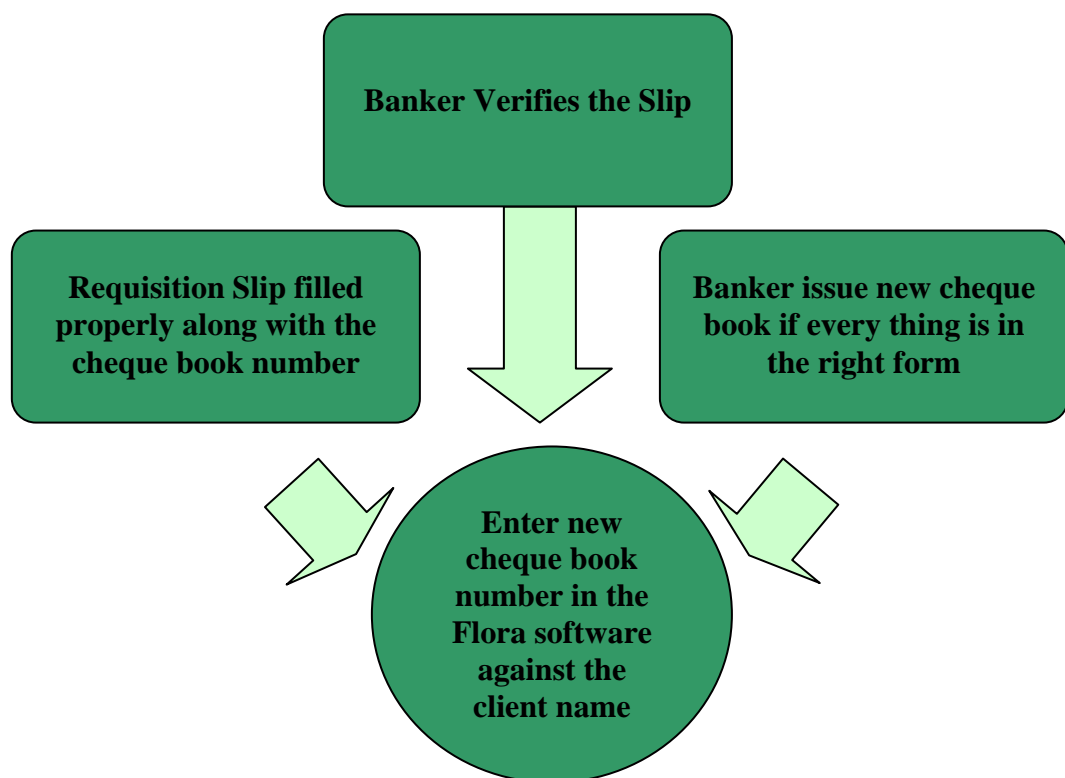 Banker Verifies the Slip
Requisition Slip filled
properly along with the
cheque book number
Banker issue new cheque
book if every thing is in
the right form
Enter new
cheque book
number in the
Flora software
against the
client name